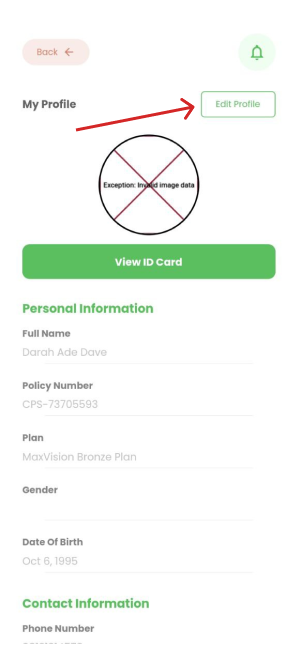 Back ←
My Profile
Edit Profile
Exception: Invalid image data
View ID Card
Personal Information
Full Name
Darah Ade Dave
Policy Number
CPS-73705593
Plan
MaxVision Bronze Plan
Gender
Date Of Birth
Oct 6, 1995
Contact Information
Phone Number